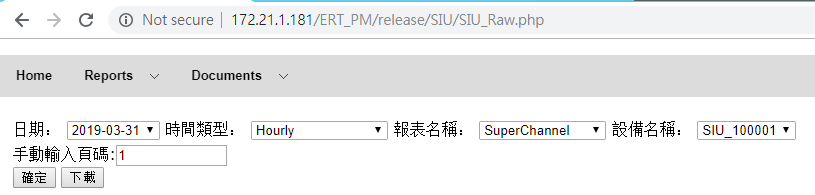 Not secure | 172.21.1.181/ERT_PM/release/SIU/SIU_Raw.php
Home Reports Documents
日期： 2019-03-31 時間類型： Hourly 報表名稱： SuperChannel 設備名稱： SIU_100001
手動輸入頁碼:1
確定 下載